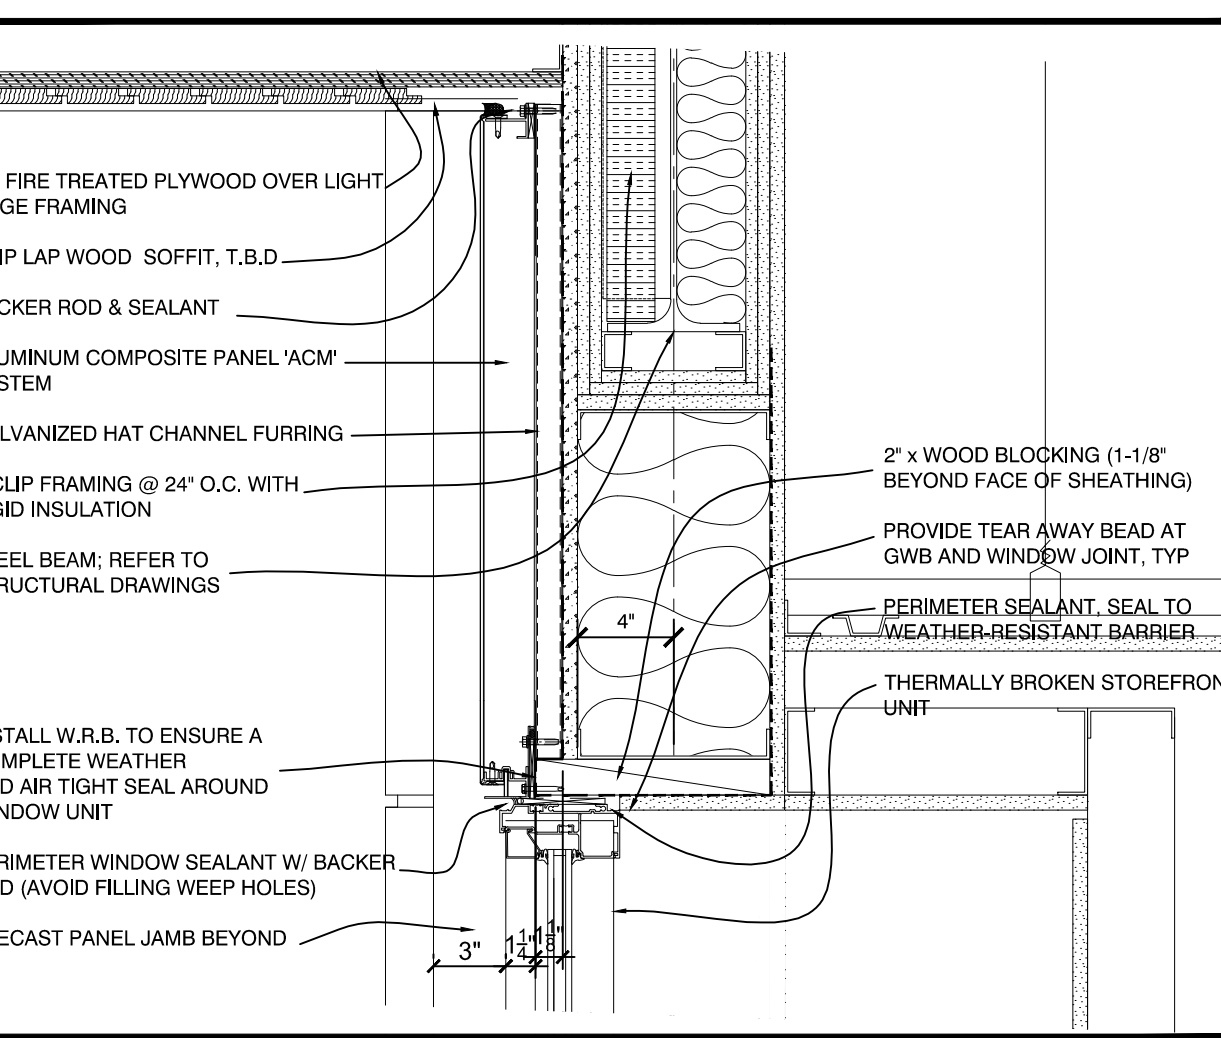 FIRE TREATED PLYWOOD OVER LIGHT
GE FRAMING
IP LAP WOOD SOFFIT, T.B.D
CKER ROD & SEALANT
UMINUM COMPOSITE PANEL 'ACM'
STEM
LVANIZED HAT CHANNEL FURRING
CLIP FRAMING @ 24" O.C. WITH
GID INSULATION
EEL BEAM; REFER TO
RUCTURAL DRAWINGS
STALL W.R.B. TO ENSURE A
MPLETE WEATHER
D AIR TIGHT SEAL AROUND
NDOW UNIT
RIMETER WINDOW SEALANT W/ BACKER
D (AVOID FILLING WEEP HOLES)
ECAST PANEL JAMB BEYOND
3"
1 1/4"
1 1/8"
4"
2" x WOOD BLOCKING (1-1/8"
BEYOND FACE OF SHEATHING)
PROVIDE TEAR AWAY BEAD AT
GWB AND WINDOW JOINT, TYP
PERIMETER SEALANT, SEAL TO
WEATHER-RESISTANT BARRIER
THERMALLY BROKEN STOREFRON
UNIT